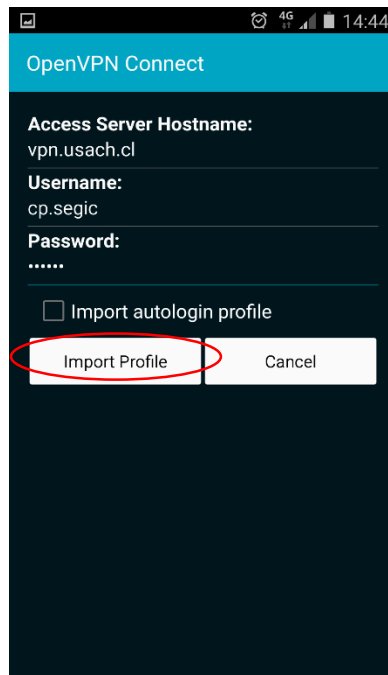 4G 14:44
OpenVPN Connect
Access Server Hostname:
vpn.usach.cl
Username:
cp.segic
Password:
••••••
Import autologin profile
Import Profile Cancel